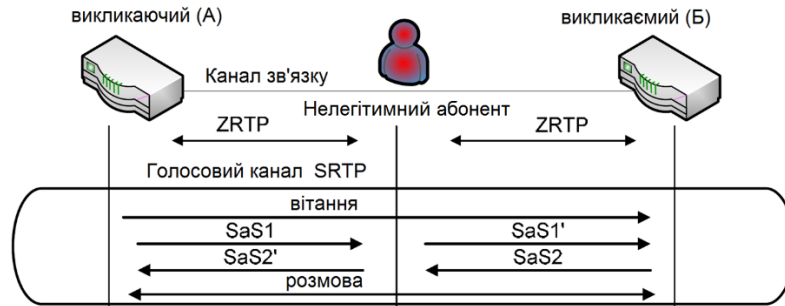 викликаючий (А)
викликаємий (Б)
Канал зв'язку
Нелегітимний абонент
ZRTP
ZRTP
Голосовий канал SRTP
вітання
SaS1
SaS1'
SaS2'
SaS2
розмова